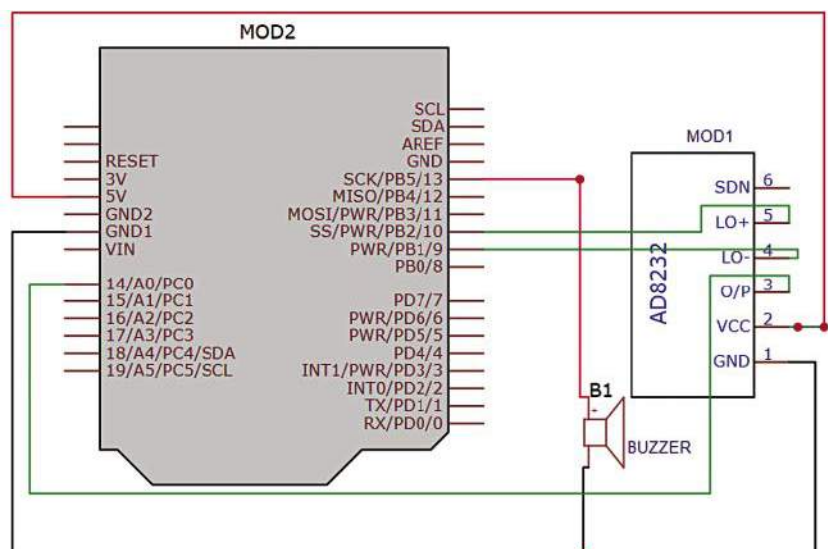 MOD2
SCL
SDA
AREF
RESET
GND
3V
SCK/PB5/13
5V
MISO/PB4/12
GND2
MOSI/PWR/PB3/11
GND1
SS/PWR/PB2/10
VIN
PWR/PB1/9
PB0/8
14/A0/PC0
15/A1/PC1
PD7/7
16/A2/PC2
PWR/PD6/6
17/A3/PC3
PWR/PD5/5
18/A4/PC4/SDA
PD4/4
19/A5/PC5/SCL
INT1/PWR/PD3/3
INT0/PD2/2
TX/PD1/1
RX/PD0/0
MOD1
AD8232
SDN 6
LO+ 5
LO- 4
O/P 3
VCC 2
GND 1
B1
+
BUZZER